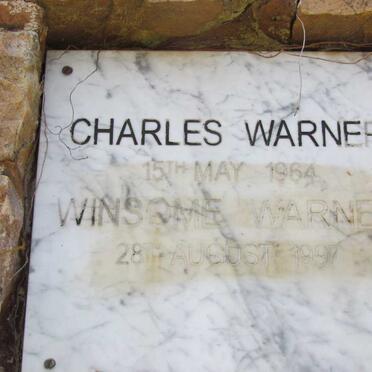 CHARLES WARNER
15TH MAY 1964
WINSOME WARNE
28TH AUGUST 1997